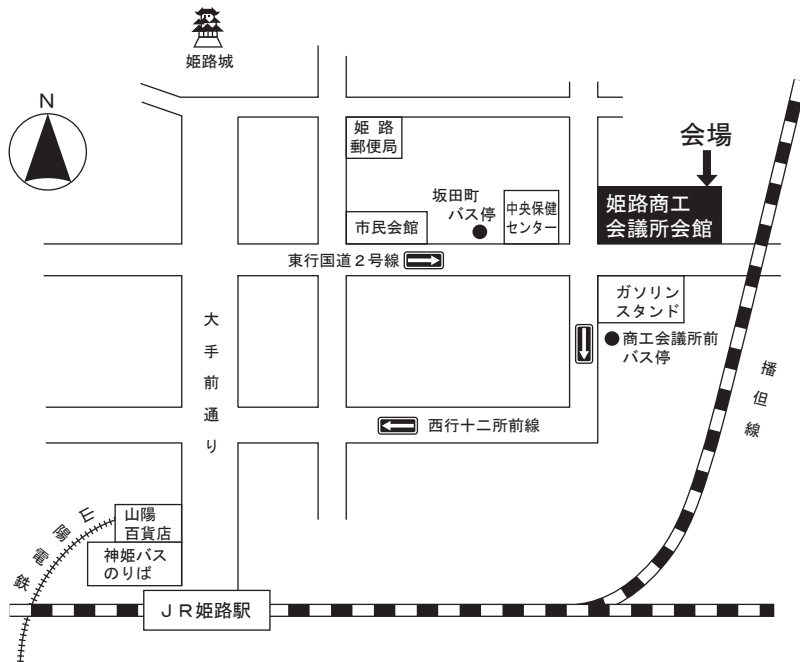 姫路城
N
姫路
郵便局
会場
坂田町
バス停
中央保健
センター
姫路商工
会議所会館
市民会館
東行国道2号線
ガソリン
スタンド
大手前通り
商工会議所前
バス停
播但線
西行十二所前線
山陽
百貨店
山陽電鉄
神姫バス
のりば
JR姫路駅